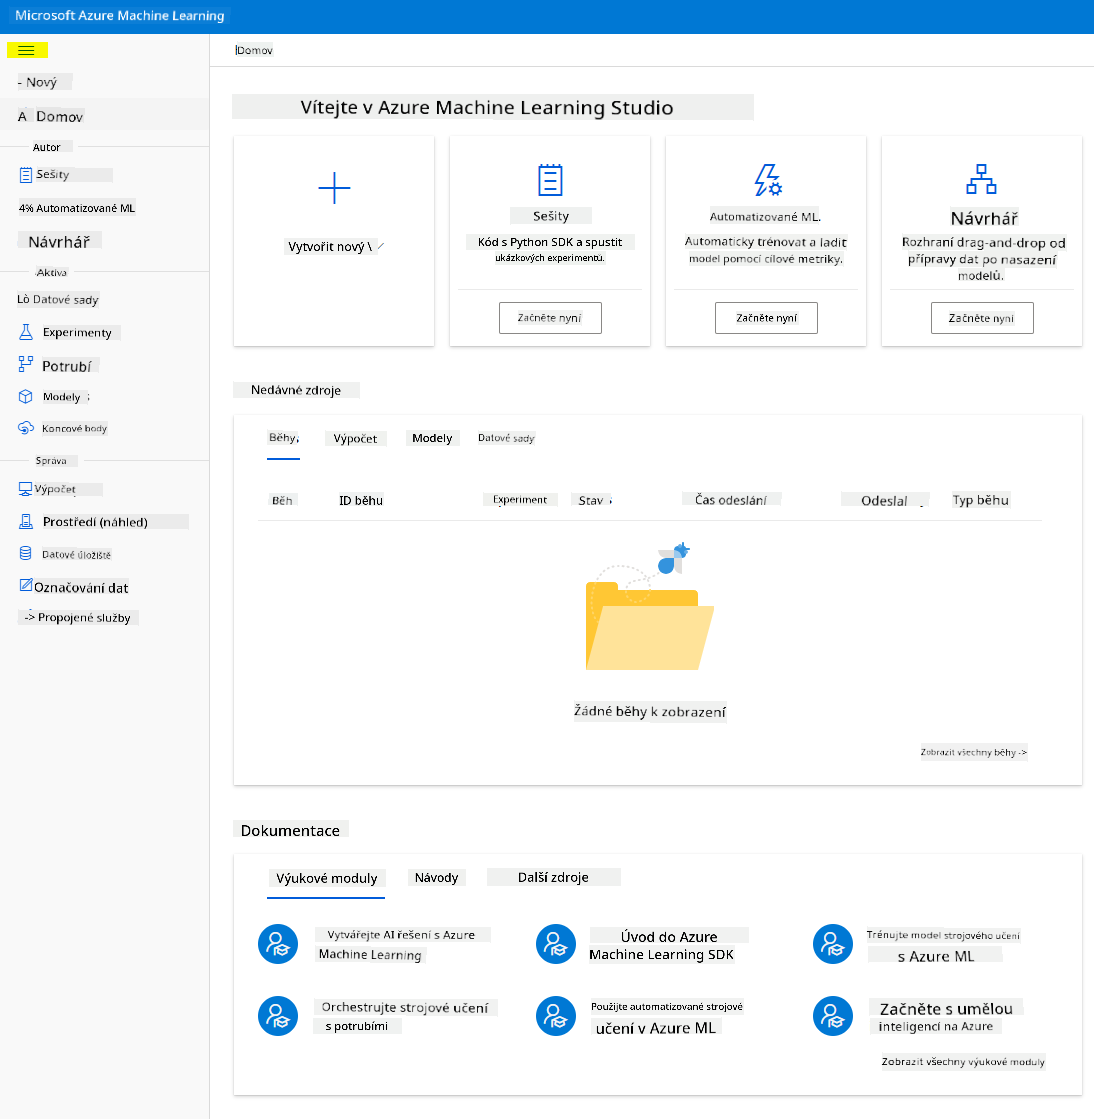 Microsoft Azure Machine Learning
Domov
- Nový
A Domov
Autor
Sešity
4% Automatizované ML
Návrhář
Aktiva
Lò Datové sady
Experimenty
Potrubí
Modely
Koncové body
Správa
Výpočet
Prostředí (náhled)
Datové úložiště
Označování dat
-> Propojené služby
Vítejte v Azure Machine Learning Studio
Vytvořit nový \
Sešity
Kód s Python SDK a spustit
ukázkových experimentů.
Začněte nyní
Automatizované ML.
Automaticky trénovat a ladit
model pomocí cílové metriky.
Začněte nyní
Návrhář
Rozhraní drag-and-drop od
přípravy dat po nasazení
modelů.
Začněte nyní
Nedávné zdroje
Běhy
Výpočet
Modely
Datové sady
Běh
ID běhu
Experiment
Stav
Čas odeslání
Odeslal
Typ běhu
Žádné běhy k zobrazení
Zobrazit všechny běhy ->
Dokumentace
Výukové moduly
Návody
Další zdroje
Vytvářejte AI řešení s Azure
Machine Learning
Úvod do Azure
Machine Learning SDK
Trénujte model strojového učení
s Azure ML
Orchestrujte strojové učení
s potrubími
Použijte automatizované strojové
učení v Azure ML
Začněte s umělou
inteligencí na Azure
Zobrazit všechny výukové moduly